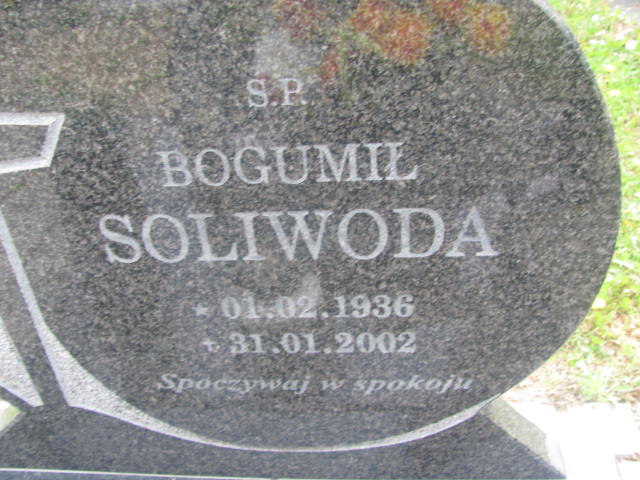 Ś.P.
BOGUMIŁ
SOLIWODA
* 01.02.1936
+ 31.01.2002
Spoczywaj w spokoju